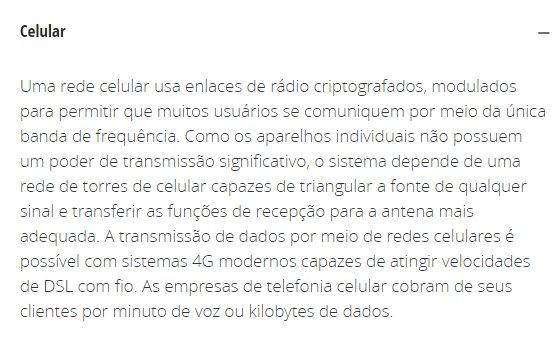 Celular
Uma rede celular usa enlaces de rádio criptografados, modulados
para permitir que muitos usuários se comuniquem por meio da única
banda de frequência. Como os aparelhos individuais não possuem
um poder de transmissão significativo, o sistema depende de uma
rede de torres de celular capazes de triangular a fonte de qualquer
sinal e transferir as funções de recepção para a antena mais
adequada. A transmissão de dados por meio de redes celulares é
possível com sistemas 4G modernos capazes de atingir velocidades
de DSL com fio. As empresas de telefonia celular cobram de seus
clientes por minuto de voz ou kilobytes de dados.